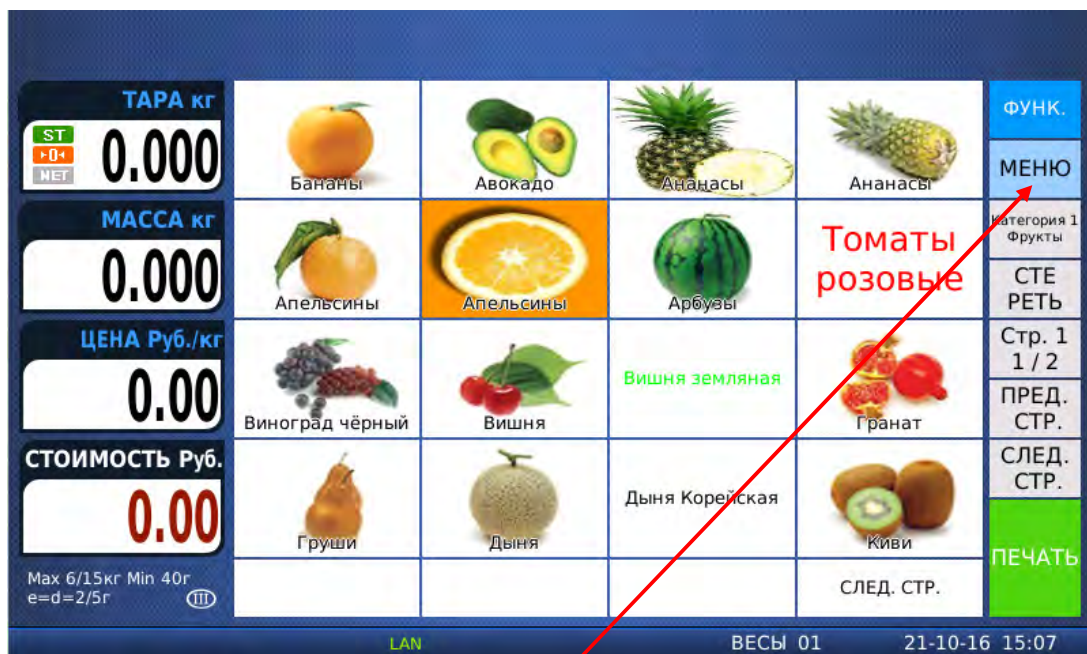 ТАРА кг
ST
0
NET
0.000
МАССА кг
0.000
ЦЕНА Руб./кг
0.00
СТОИМОСТЬ Руб.
0.00
Max 6/15кг Min 40г
e=d=2/5г
III
Бананы
Авокадо
Ананасы
Ананасы
Апельсины
Апельсины
Арбузы
Томаты
розовые
Виноград чёрный
Вишня
Вишня земляная
Гранат
Груши
Дыня
Дыня Корейская
Киви
СЛЕД. СТР.
ФУНК.
МЕНЮ
Категория 1
Фрукты
СТЕ
РЕТЬ
Стр. 1
1 / 2
ПРЕД.
СТР.
СЛЕД.
СТР.
ПЕЧАТЬ
LAN
ВЕСЫ 01
21-10-16 15:07